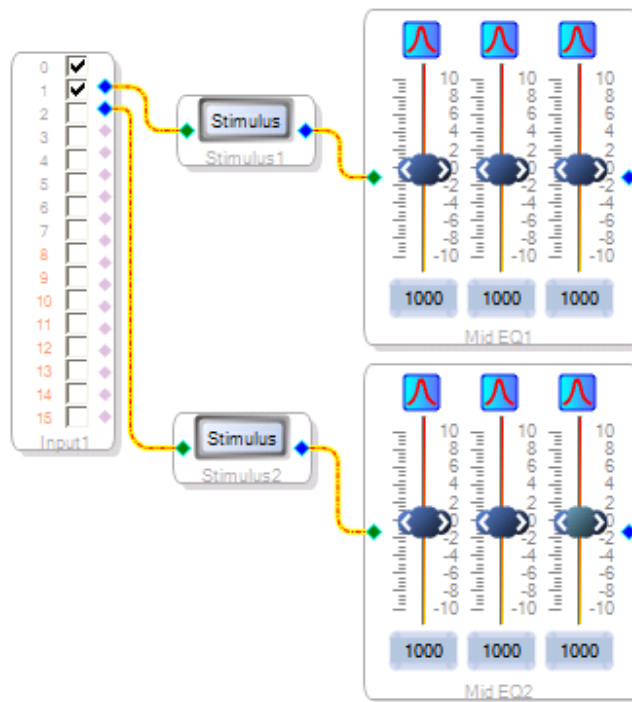 0
1
2
3
4
5
6
7
8
9
10
11
12
13
14
15
Input1
Stimulus
Stimulus1
Stimulus
Stimulus2
10 10 10
8 8 8
6 6 6
4 4 4
2 2 2
0 0 0
-2 -2 -2
-4 -4 -4
-6 -6 -6
-8 -8 -8
-10 -10 -10
1000 1000 1000
Mid EQ1
10 10 10
8 8 8
6 6 6
4 4 4
2 2 2
0 0 0
-2 -2 -2
-4 -4 -4
-6 -6 -6
-8 -8 -8
-10 -10 -10
1000 1000 1000
Mid EQ2